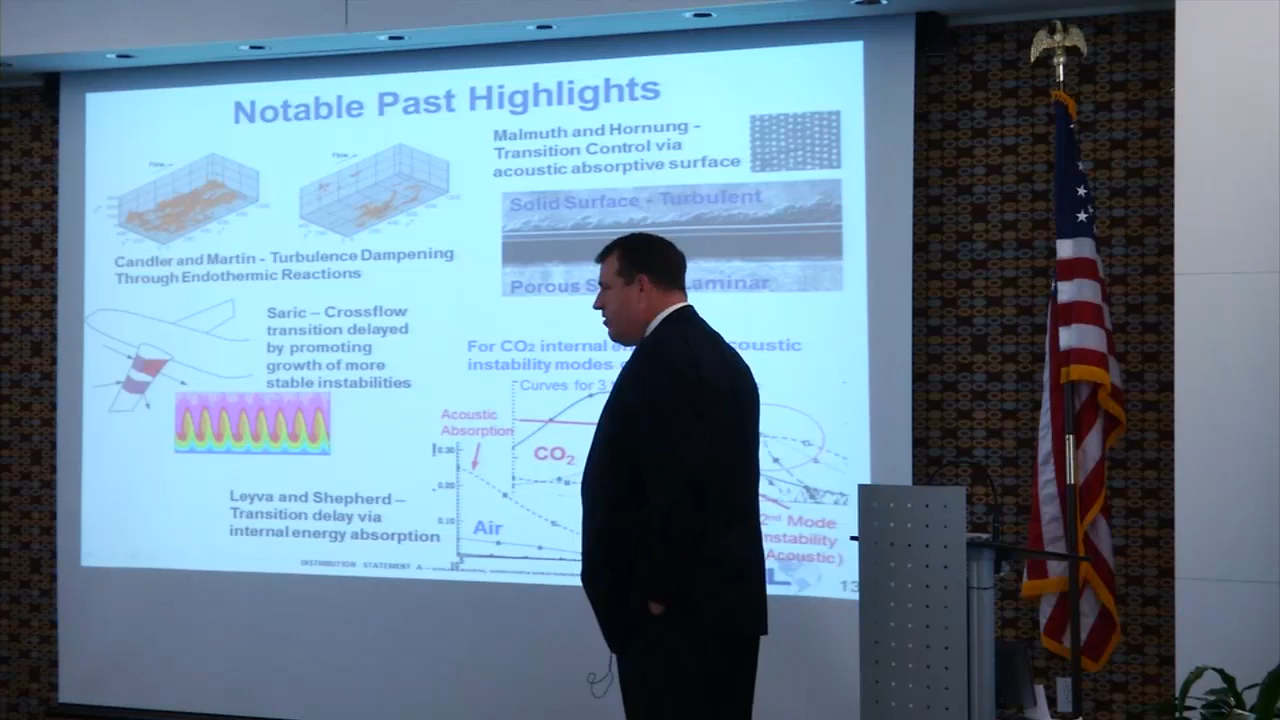 Notable Past Highlights
Malmuth and Hornung -
Transition Control via
acoustic absorptive surface
Solid Surface - Turbulent
Porous S Laminar
Candler and Martin - Turbulence Dampening
Through Endothermic Reactions
Saric – Crossflow
transition delayed
by promoting
growth of more
stable instabilities
For CO2 internal coustic
instability modes
Curves for 3
Acoustic
Absorption
CO2
Air
2nd Mode
nstability
Acoustic)
Leyva and Shepherd –
Transition delay via
internal energy absorption
DISTRIBUTION STATEMENT A
13